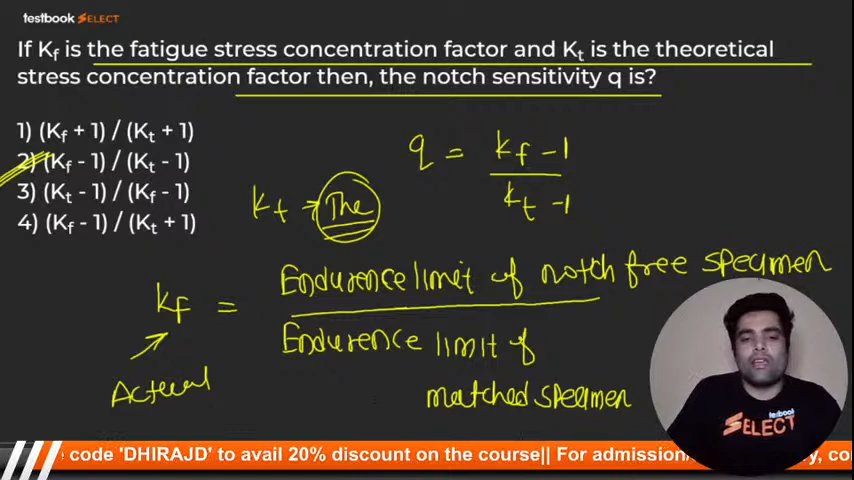 testbook SELECT
If Kf is the fatigue stress concentration factor and Kt is the theoretical
stress concentration factor then, the notch sensitivity q is?
1) (Kf + 1) / (Kt + 1)
2) (Kf - 1) / (Kt - 1)
3) (Kt - 1) / (Kf - 1)
4) (Kf - 1) / (Kt + 1)
q = kf -1
kt -1
kt → The
kf = Endurence limit of notch free specimen
Endurence limit of
matched specimen
Acteual
testbook
SELECT
e code 'DHIRAJD' to avail 20% discount on the course|| For admission/ y, co